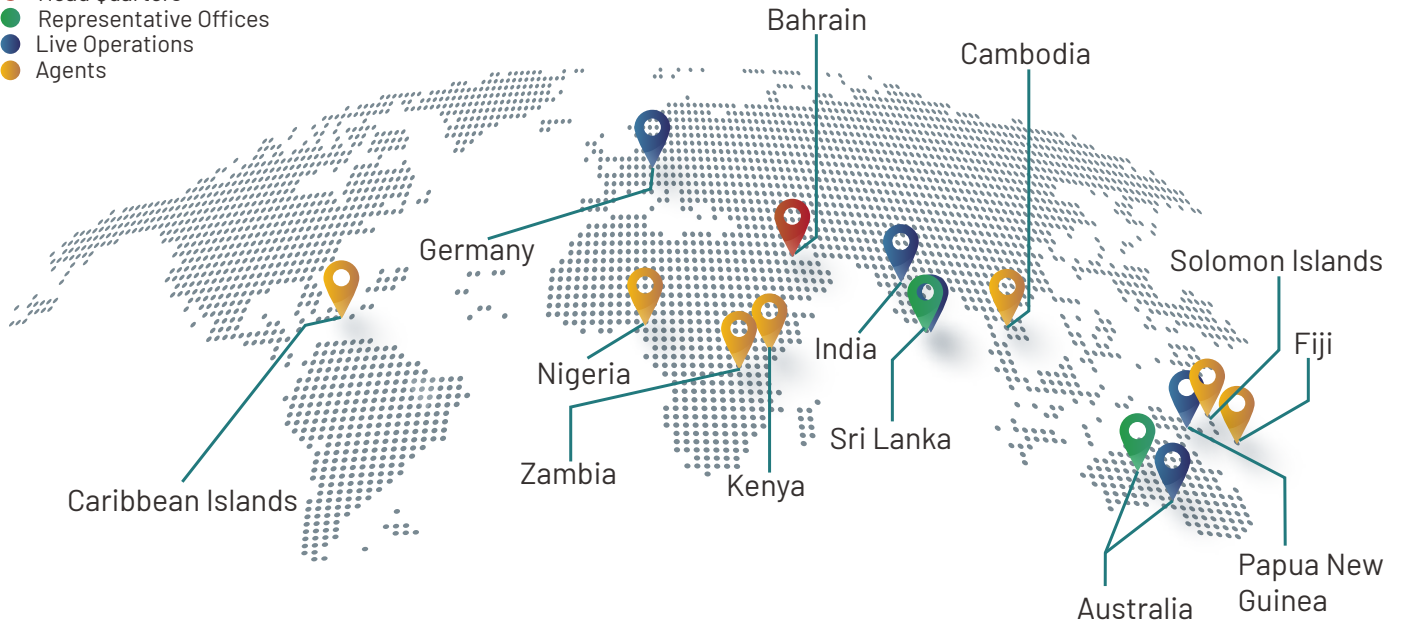 Representative Offices
Live Operations
Agents
Bahrain
Cambodia
Germany
Solomon Islands
Fiji
India
Nigeria
Sri Lanka
Zambia
Kenya
Caribbean Islands
Papua New
Guinea
Australia